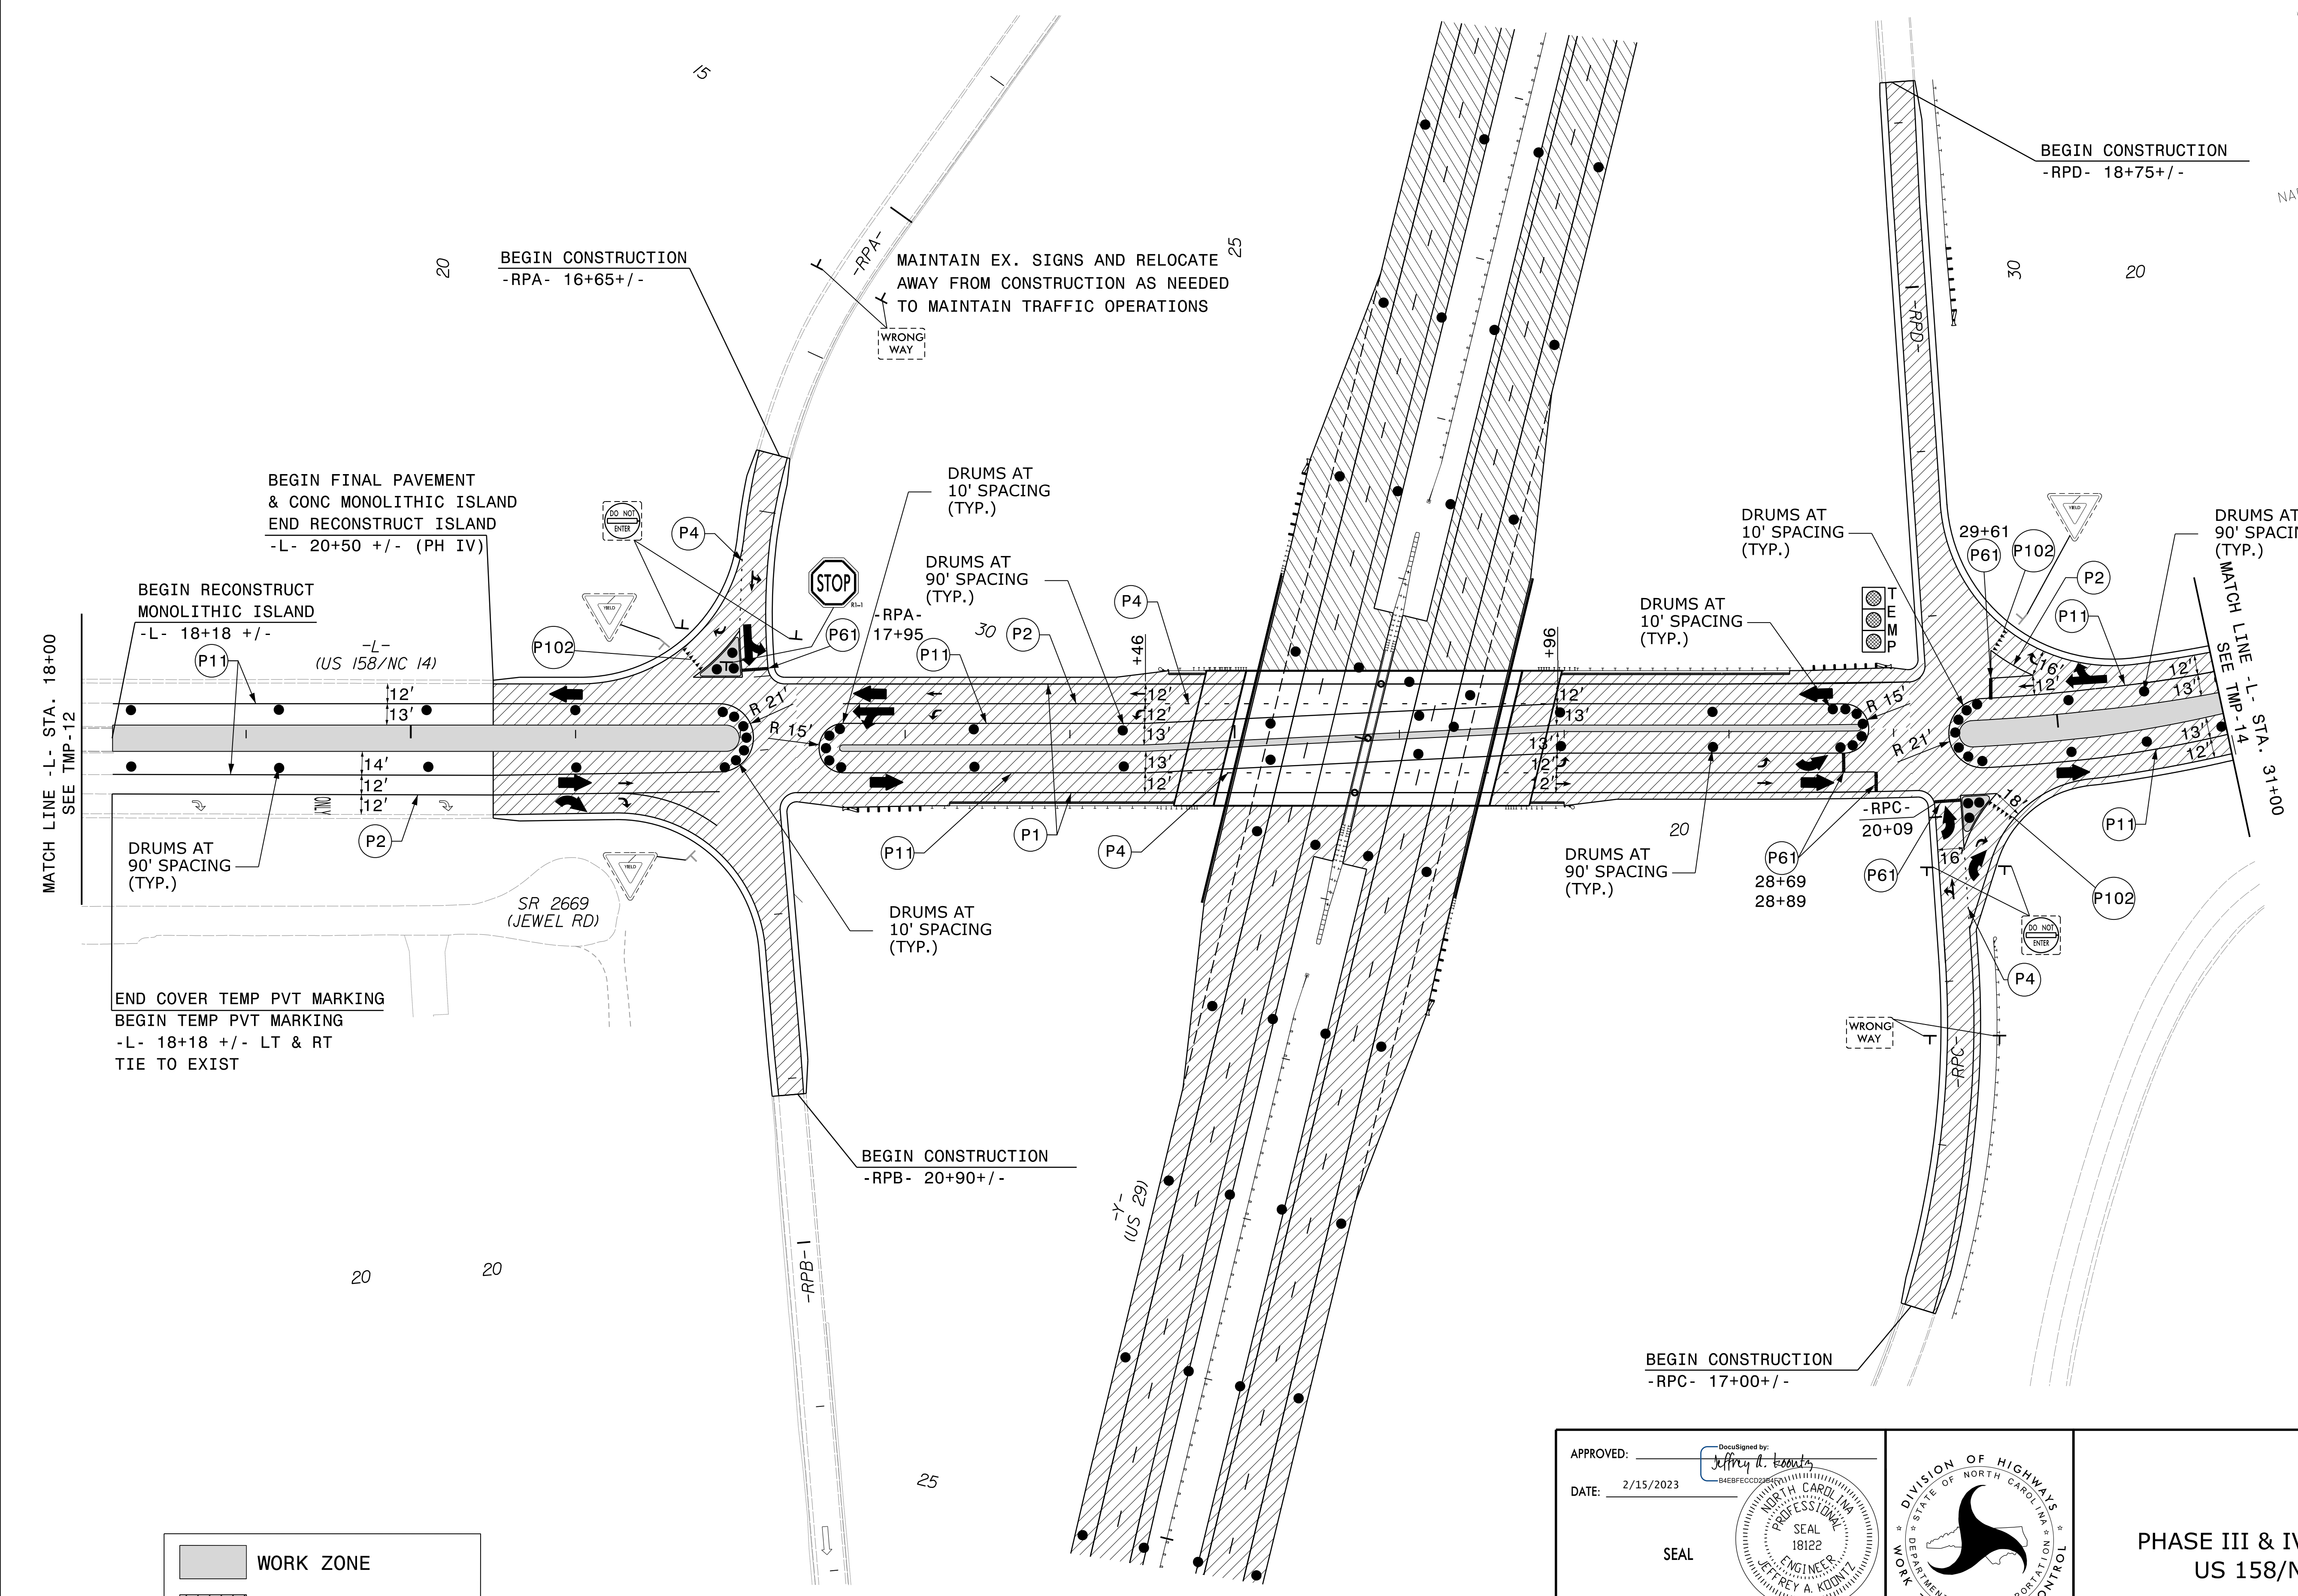 15
20
25
30
20
BEGIN CONSTRUCTION
-RPD- 18+75+/-
BEGIN CONSTRUCTION
-RPA- 16+65+/-
-RPA-
MAINTAIN EX. SIGNS AND RELOCATE
AWAY FROM CONSTRUCTION AS NEEDED
TO MAINTAIN TRAFFIC OPERATIONS
WRONG
WAY
-RPD-
BEGIN FINAL PAVEMENT
& CONC MONOLITHIC ISLAND
END RECONSTRUCT ISLAND
-L- 20+50 +/- (PH IV)
BEGIN RECONSTRUCT
MONOLITHIC ISLAND
-L- 18+18 +/-
MATCH LINE -L- STA. 18+00
SEE TMP-12
-L-
(US 158/NC 14)
P11
DO NOT
ENTER
P4
YIELD
P102
STOP
R1-1
-RPA-
17+95
P61
DRUMS AT
10' SPACING
(TYP.)
DRUMS AT
90' SPACING
(TYP.)
P11
30
P2
P4
+46
+96
DRUMS AT
10' SPACING
(TYP.)
DRUMS AT
10' SPACING
(TYP.)
T
E
M
P
29+61
P61
P102
YIELD
P2
P11
DRUMS AT
90' SPACIN
(TYP.)
MATCH LINE -L- STA. 31+00
SEE TMP-14
12'
13'
14'
12'
12'
R 21'
R 15'
12'
12'
13'
13'
12'
12'
13'
13'
12'
12'
R 15'
R 21'
16'
12'
12'
13'
13'
12'
18'
16'
ONLY
P2
DRUMS AT
90' SPACING
(TYP.)
YIELD
SR 2669
(JEWEL RD)
DRUMS AT
10' SPACING
(TYP.)
P11
P1
P4
20
DRUMS AT
90' SPACING
(TYP.)
P61
28+69
28+89
-RPC-
20+09
P61
P102
P11
DO NOT
ENTER
P4
WRONG
WAY
-RPC-
END COVER TEMP PVT MARKING
BEGIN TEMP PVT MARKING
-L- 18+18 +/- LT & RT
TIE TO EXIST
BEGIN CONSTRUCTION
-RPB- 20+90+/-
-RPB-
-Y-
(US 29)
20
20
25
BEGIN CONSTRUCTION
-RPC- 17+00+/-
WORK ZONE
APPROVED:
DocuSigned by:
Jeffrey A. Koontz
DATE: 2/15/2023
SEAL
NORTH CAROLINA
PROFESSIONAL
SEAL
18122
ENGINEER
JEFFREY A. KOONTZ
DIVISION OF HIGHWAYS
STATE OF NORTH CAROLINA
PHASE III & IV
US 158/N